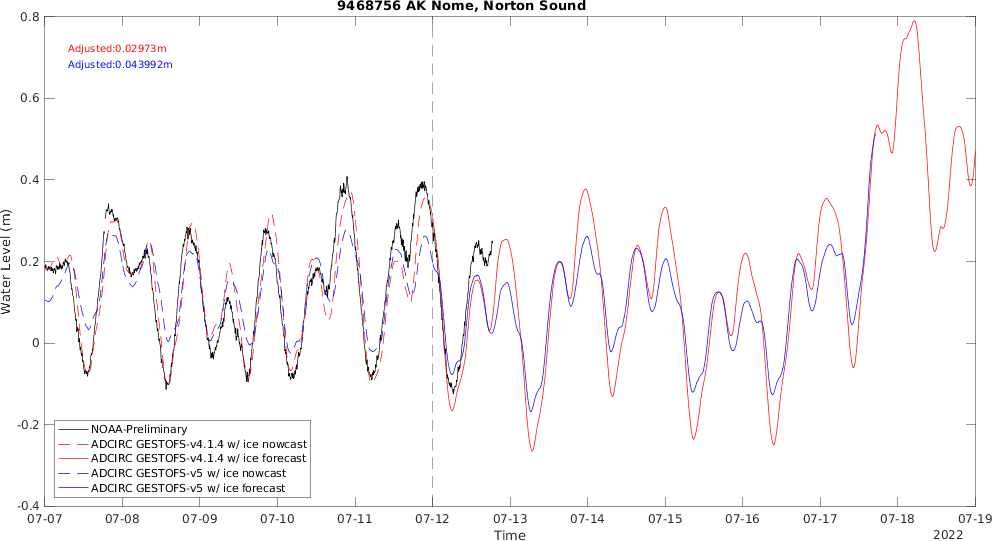 9468756 AK Nome, Norton Sound
Adjusted:0.02973m
Adjusted:0.043992m
Water Level (m)
0.8
0.6
0.4
0.2
0
-0.2
-0.4
NOAA-Preliminary
ADCIRC GESTOFS-v4.1.4 w/ ice nowcast
ADCIRC GESTOFS-v4.1.4 w/ ice forecast
ADCIRC GESTOFS-v5 w/ ice nowcast
ADCIRC GESTOFS-v5 w/ ice forecast
07-07 07-08 07-09 07-10 07-11 07-12 07-13 07-14 07-15 07-16 07-17 07-18 07-19
Time
2022